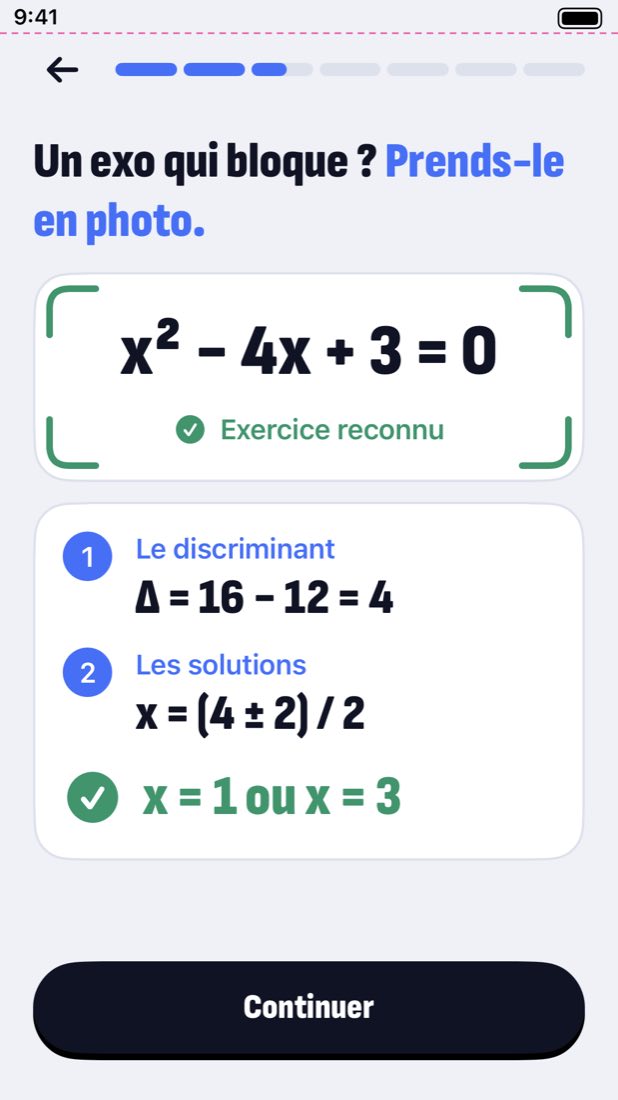 9:41
Un exo qui bloque ? Prends-le
en photo.
x² − 4x + 3 = 0
Exercice reconnu
1
Le discriminant
Δ = 16 − 12 = 4
2
Les solutions
x = (4 ± 2) / 2
x = 1 ou x = 3
Continuer